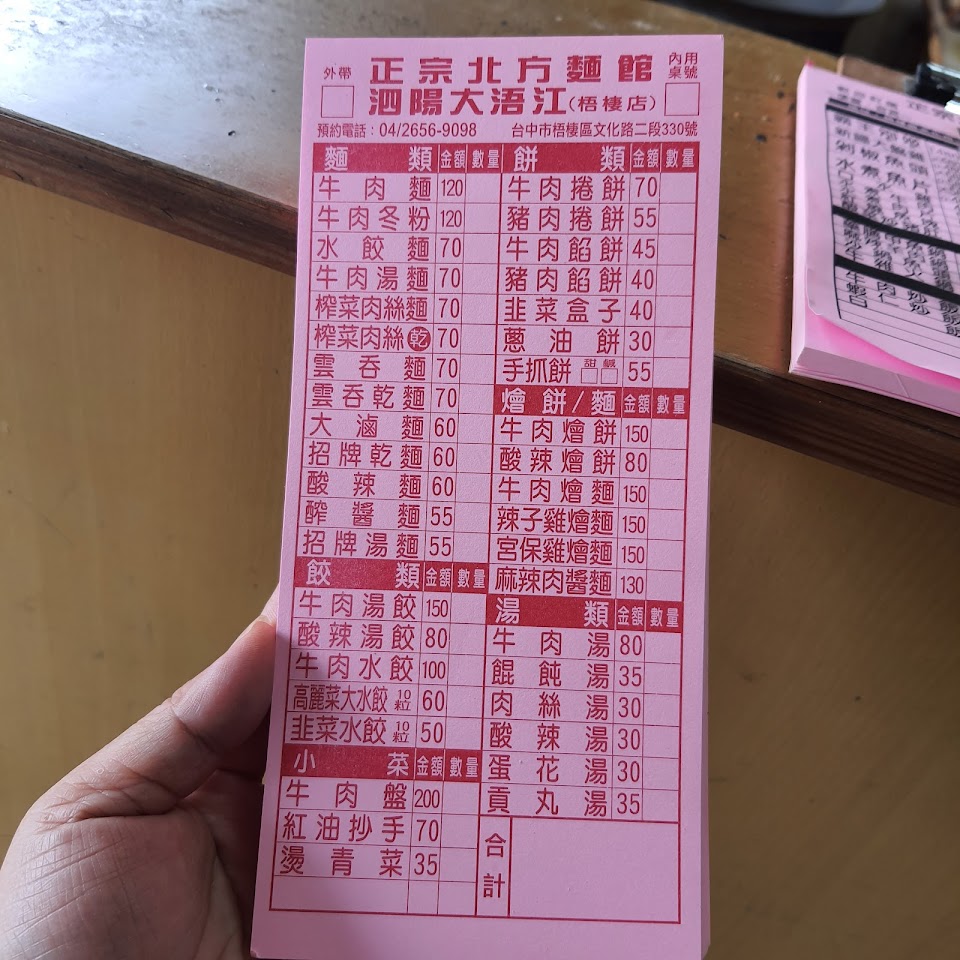 外帶 正宗北方麵館 內用桌號
泗陽大浯江(梧棲店)
預約電話：04/2656-9098 台中市梧棲區文化路二段330號
麵類 金額 數量
牛肉麵 120
牛肉冬粉 120
水餃麵 70
牛肉湯麵 70
榨菜肉絲麵 70
榨菜肉絲乾 70
雲吞麵 70
雲吞乾麵 70
大滷麵 60
招牌乾麵 60
酸辣麵 60
醡醬麵 55
招牌湯麵 55
餃類 金額 數量
牛肉湯餃 150
酸辣湯餃 80
牛肉水餃 100
高麗菜大水餃 10粒 60
韭菜水餃 10粒 50
小菜 金額 數量
牛肉盤 200
紅油抄手 70
燙青菜 35
餅類 金額 數量
牛肉捲餅 70
豬肉捲餅 55
牛肉餡餅 45
豬肉餡餅 40
韭菜盒子 40
蔥油餅 30
手抓餅 甜 鹹 55
燴餅/麵 金額 數量
牛肉燴餅 150
酸辣燴餅 80
牛肉燴麵 150
辣子雞燴麵 150
宮保雞燴麵 150
麻辣肉醬麵 130
湯類 金額 數量
牛肉湯 80
餛飩湯 35
肉絲湯 30
酸辣湯 30
蛋花湯 30
貢丸湯 35
合計